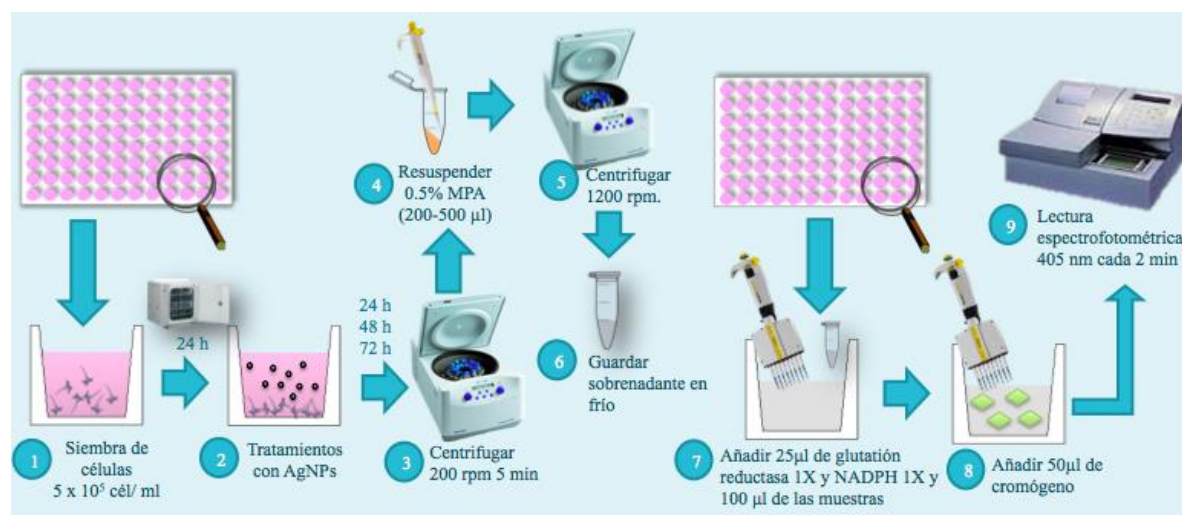 1
Siembra de
células
5 x 10⁵ cél/ ml
24 h
2
Tratamientos
con AgNPs
24 h
48 h
72 h
3
Centrifugar
200 rpm 5 min
4
Resuspender
0.5% MPA
(200-500 µl)
5
Centrifugar
1200 rpm.
6
Guardar
sobrenadante en
frío
7
Añadir 25µl de glutatión
reductasa 1X y NADPH 1X y
100 µl de las muestras
8
Añadir 50µl de
cromógeno
9
Lectura
espectrofotométrica
405 nm cada 2 min